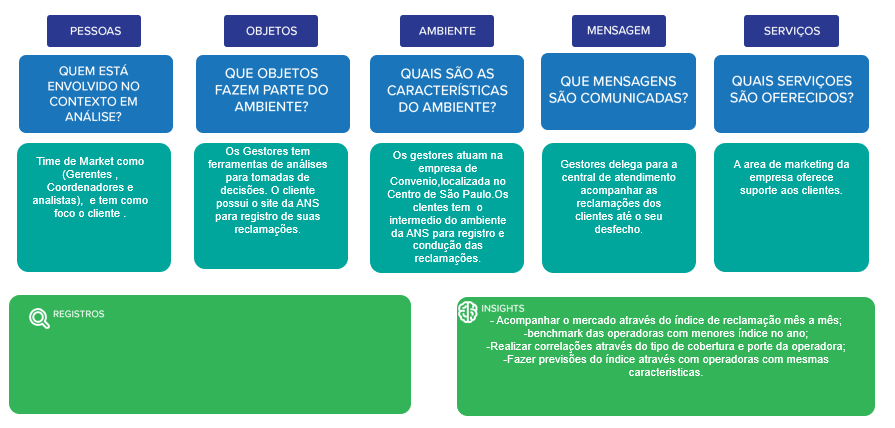 PESSOAS
OBJETOS
AMBIENTE
MENSAGEM
SERVIÇOS
QUEM ESTÁ
ENVOLVIDO NO
CONTEXTO EM
ANÁLISE?
QUE OBJETOS
FAZEM PARTE DO
AMBIENTE?
QUAIS SÃO AS
CARACTERÍSTICAS
DO AMBIENTE?
QUE MENSAGENS
SÃO COMUNICADAS?
QUAIS SERVIÇOES
SÃO OFERECIDOS?
Time de Market como
(Gerentes ,
Coordenadores e
analistas),  e tem como
foco o cliente .
Os Gestores tem
ferramentas de análises
para tomadas de
decisões. O cliente
possui o site da ANS
para registro de suas
reclamações.
Os gestores atuam na
empresa de
Convenio,localizada no
Centro de São Paulo.Os
clentes tem  o
intermedio do ambiente
da ANS para registro e
condução das
reclamações.
Gestores delega para a
central de atendimento
acompanhar as
reclamações dos
clientes até o seu
desfecho.
A area de marketing da
empresa oferece
suporte aos clientes.
REGISTROS
INSIGHTS
- Acompanhar o mercado através do índice de reclamação mês a mês;
-benchmark das operadoras com menores índice no ano;
-Realizar correlações através do tipo de cobertura e porte da operadora;
-Fazer previsões do índice através com operadoras com mesmas
caracteristicas.